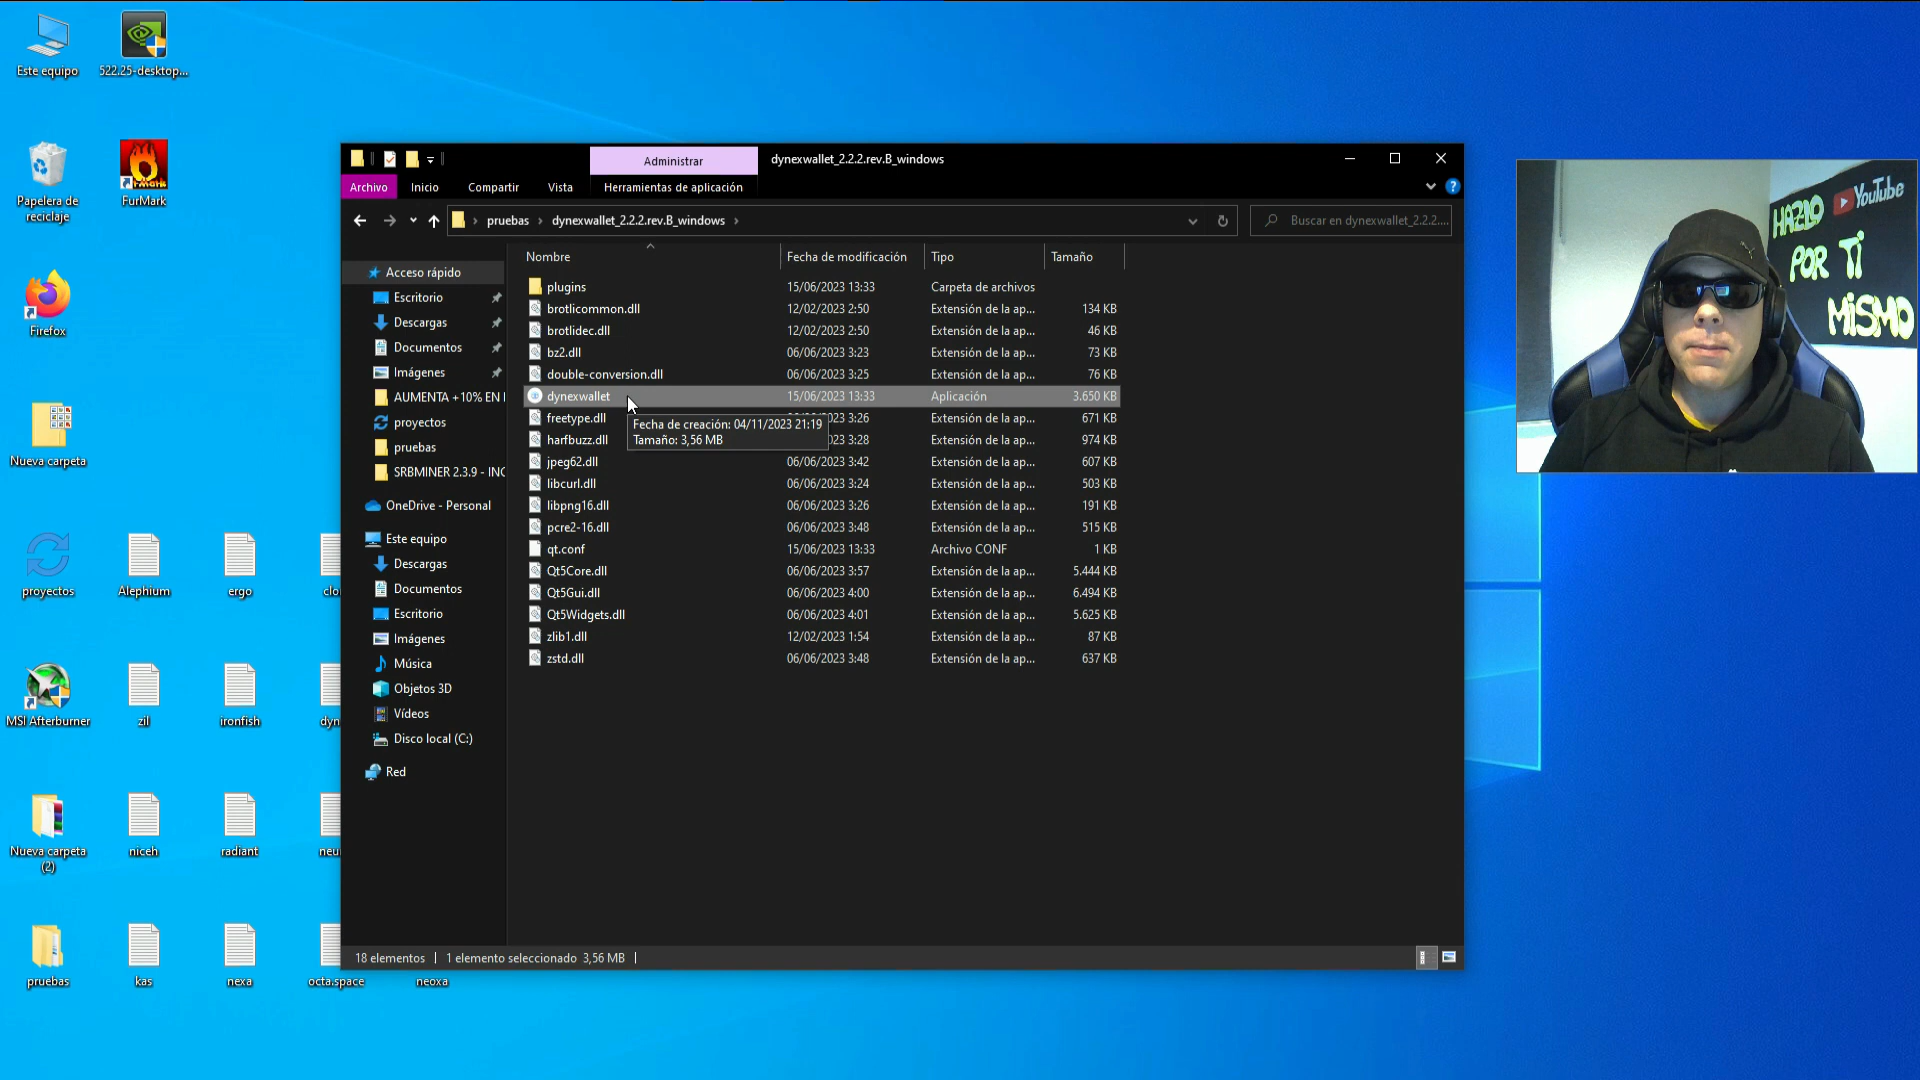 Este equipo
522.25-desktop...
Papelera de
reciclaje
FurMark
Firefox
Nueva carpeta
proyectos
Alephium
ergo
clo
MSI Afterburner
zil
ironfish
dyn
Nueva carpeta
(2)
niceh
radiant
neu
pruebas
kas
nexa
octa.space
neoxa
Administrar
dynexwallet_2.2.2.rev.B_windows
Archivo
Inicio
Compartir
Vista
Herramientas de aplicación
pruebas
dynexwallet_2.2.2.rev.B_windows
Buscar en dynexwallet_2.2.2....
Acceso rápido
Escritorio
Descargas
Documentos
Imágenes
AUMENTA +10% EN
proyectos
pruebas
SRBMINER 2.3.9 - INC
OneDrive - Personal
Este equipo
Descargas
Documentos
Escritorio
Imágenes
Música
Objetos 3D
Vídeos
Disco local (C:)
Red
Nombre Fecha de modificación Tipo Tamaño
plugins 15/06/2023 13:33 Carpeta de archivos
brotlicommon.dll 12/02/2023 2:50 Extensión de la ap... 134 KB
brotlidec.dll 12/02/2023 2:50 Extensión de la ap... 46 KB
bz2.dll 06/06/2023 3:23 Extensión de la ap... 73 KB
double-conversion.dll 06/06/2023 3:25 Extensión de la ap... 76 KB
dynexwallet 15/06/2023 13:33 Aplicación 3.650 KB
freetype.dll 3:26 Extensión de la ap... 671 KB
Fecha de creación: 04/11/2023 21:19
Tamaño: 3,56 MB
harfbuzz.dll 3:28 Extensión de la ap... 974 KB
jpeg62.dll 06/06/2023 3:42 Extensión de la ap... 607 KB
libcurl.dll 06/06/2023 3:24 Extensión de la ap... 503 KB
libpng16.dll 06/06/2023 3:26 Extensión de la ap... 191 KB
pcre2-16.dll 06/06/2023 3:48 Extensión de la ap... 515 KB
qt.conf 15/06/2023 13:33 Archivo CONF 1 KB
Qt5Core.dll 06/06/2023 3:57 Extensión de la ap... 5.444 KB
Qt5Gui.dll 06/06/2023 4:00 Extensión de la ap... 6.494 KB
Qt5Widgets.dll 06/06/2023 4:01 Extensión de la ap... 5.625 KB
zlib1.dll 12/02/2023 1:54 Extensión de la ap... 87 KB
zstd.dll 06/06/2023 3:48 Extensión de la ap... 637 KB
18 elementos 1 elemento seleccionado 3,56 MB
YouTube
HAZLO
POR TI
MiSMO